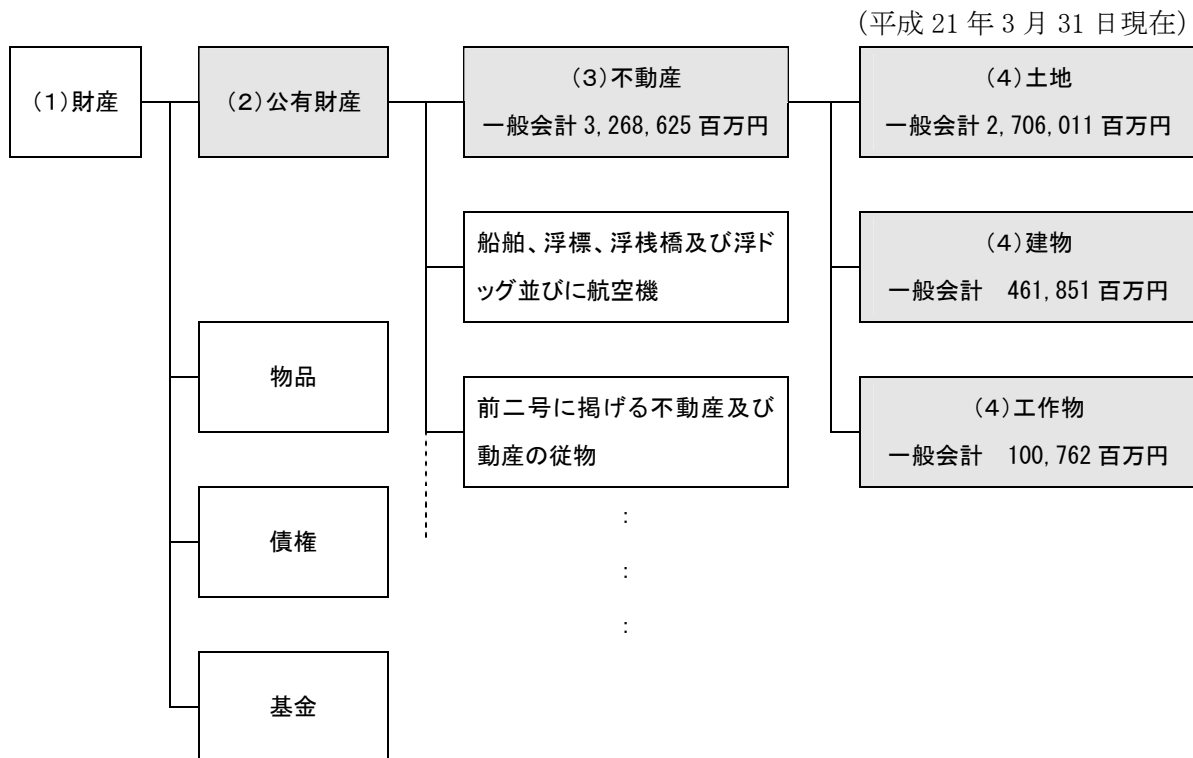 (平成 21 年 3 月 31 日現在)
(1)財産
(2)公有財産
(3)不動産
一般会計 3,268,625 百万円
(4)土地
一般会計 2,706,011 百万円
船舶、浮標、浮桟橋及び浮ド
ッグ並びに航空機
(4)建物
一般会計 461,851 百万円
物品
前二号に掲げる不動産及び
動産の従物
(4)工作物
一般会計 100,762 百万円
:
債権
:
:
基金